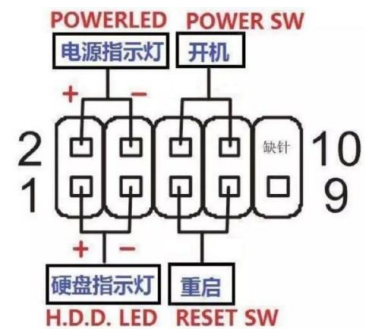 POWERLED POWER SW
电源指示灯 开机
+ − 
2 缺针 10
1 9
+ −
硬盘指示灯 重启
H.D.D. LED RESET SW